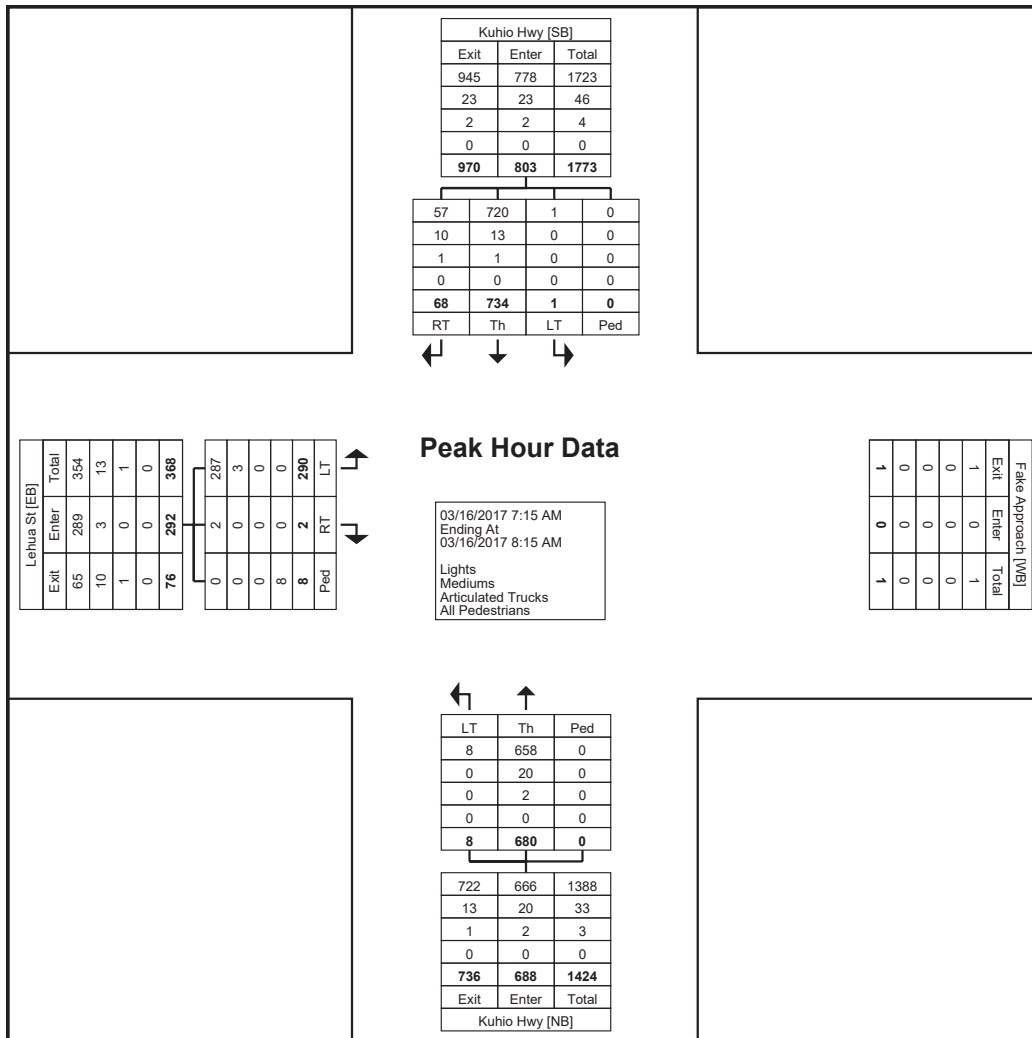 Kuhio Hwy [SB]
Exit Enter Total
945 778 1723
23 23 46
2 2 4
0 0 0
970 803 1773
57 720 1 0
10 13 0 0
1 1 0 0
0 0 0 0
68 734 1 0
RT Th LT Ped
Peak Hour Data
Lehua St [EB]
Exit Enter Total
65 289 354
10 3 13
1 0 1
0 0 0
76 292 368
0 2 287
0 0 3
0 0 0
8 0 0
8 2 290
Ped RT LT
03/16/2017 7:15 AM
Ending At
03/16/2017 8:15 AM
Lights
Mediums
Articulated Trucks
All Pedestrians
Fake Approach [WB]
Exit Enter Total
1 0 1
0 0 0
0 0 0
0 0 0
1 0 1
LT Th Ped
8 658 0
0 20 0
0 2 0
0 0 0
8 680 0
722 666 1388
13 20 33
1 2 3
0 0 0
736 688 1424
Exit Enter Total
Kuhio Hwy [NB]